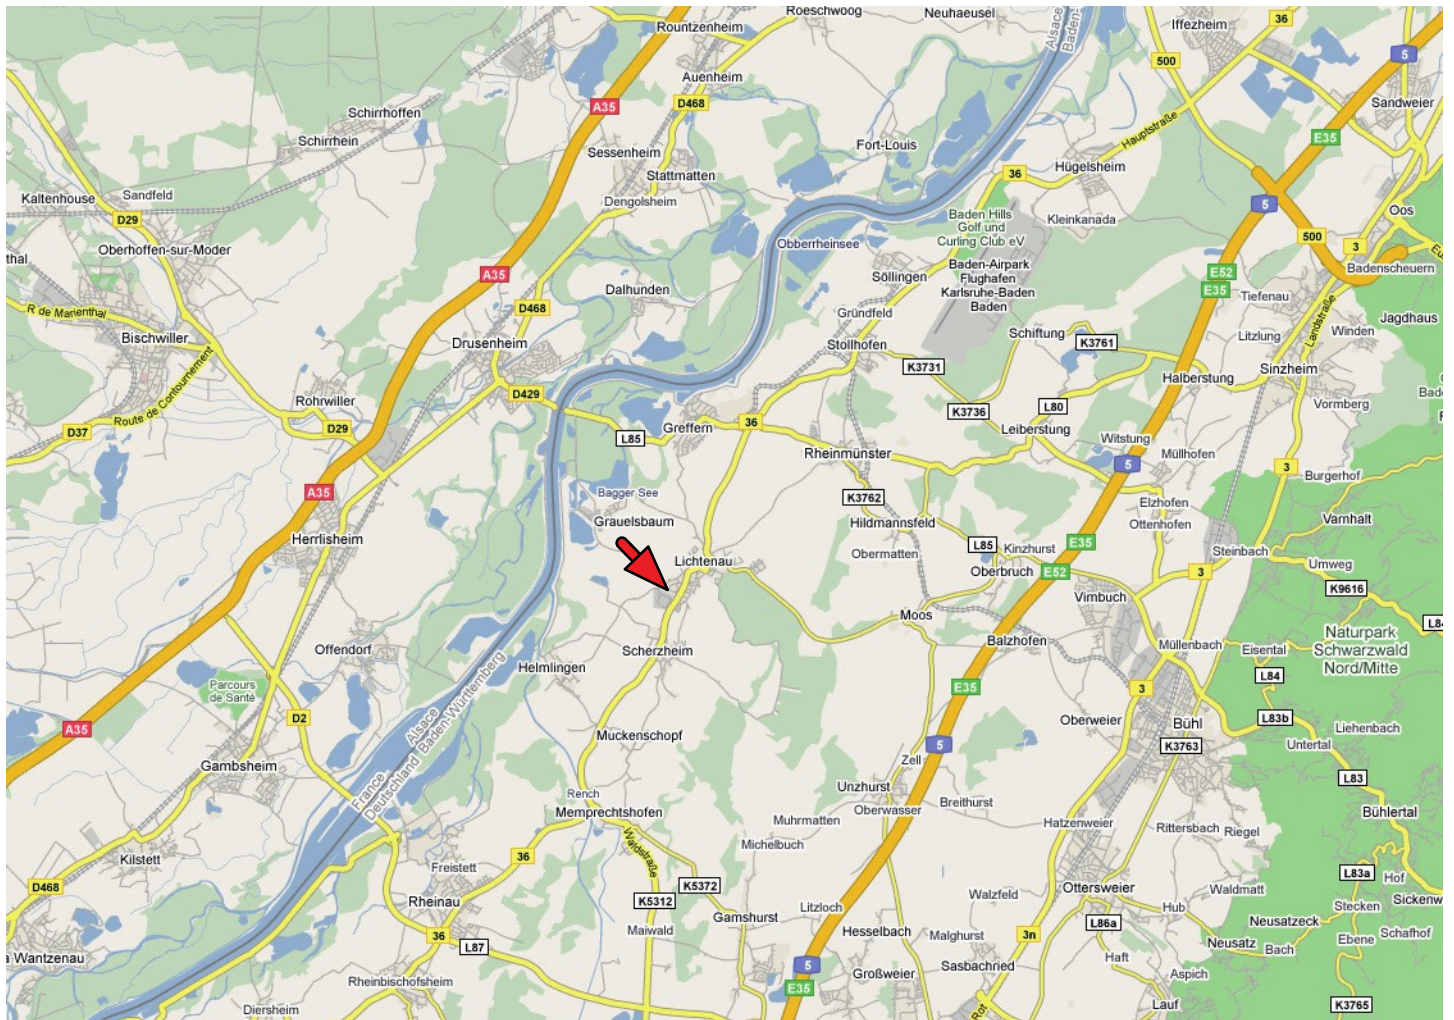 Roeschwoog
Neuhaeusel
Iffezheim
36
Rountzenheim
Alsace
Baden-
5
500
Auenheim
Sandweier
A35
D468
Schirrhoffen
Hauptstraße
E35
Schirrhein
Sessenheim
Fort-Louis
Hügelsheim
Stattmatten
36
Sandfeld
Kaltenhouse
Dengolsheim
5
Oos
D29
Baden Hills
Golf und
Curling Club eV
Kleinkanada
500
3
Oberhoffen-sur-Moder
Obberrheinsee
thal
Baden-Airpark
Flughafen
Karlsruhe-Baden
Baden
Badenscheuern
A35
Söllingen
E52
E35
Dalhunden
Tiefenau
R de Marienthal
D468
Gründfeld
Landstraße
Jagdhaus
Bischwiller
Drusenheim
Stollhofen
Schiftung
K3761
Litzlung
Winden
K3731
Sinzheim
Halberstung
Route de Contournement
D429
Rohrwiller
K3736
L80
Vormberg
D37
D29
L85
Greffern
36
Leiberstung
Witstung
Rheinmünster
5
Müllhofen
3
Burgerhof
A35
Bagger See
K3762
Elzhofen
Grauelsbaum
Hildmannsfeld
Ottenhofen
Varnhalt
Herrlisheim
L85
Kinzhurst
E35
Steinbach
Obermatten
Lichtenau
Oberbruch
E52
3
Umweg
K9616
Vimbuch
Moos
L84
Balzhofen
Müllenbach
Eisental
Naturpark
Schwarzwald
Nord/Mitte
Offendorf
Scherzheim
Helmlingen
L84
Parcours
de Santé
E35
3
D2
Alsace
Baden-Württemberg
Oberweier
Bühl
L83b
Liehenbach
A35
Muckenschopf
5
K3763
Untertal
Gambsheim
Zell
L83
France
Deutschland
Rench
Unzhurst
Breithurst
Memprechtshofen
Oberwasser
Bühlertal
Muhrmatten
Hatzenweier
Rittersbach
Riegel
Kilstett
Waldstraße
Michelbuch
36
Freistett
L83a
Hof
D468
K5372
Ottersweier
Waldmatt
Rheinau
K5312
Walzfeld
Sickenw
Litzloch
Hub
Stecken
Gamshurst
L86a
Neusatzeck
Maiwald
Hesselbach
36
3n
Malghurst
Schafhof
Neusatz
Ebene
L87
Bach
a Wantzenau
5
Haft
Sasbachried
Großweier
Aspich
Rheinbischofsheim
E35
Lauf
K3765
Diersheim
Rot